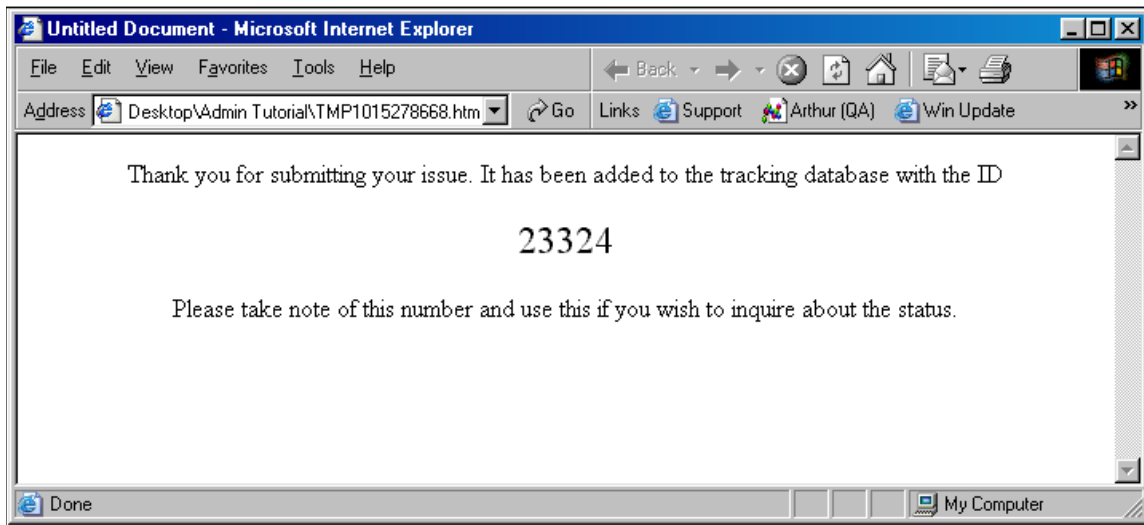 Untitled Document - Microsoft Internet Explorer
File Edit View Favorites Tools Help Back
Address Desktop\Admin Tutorial\TMP1015278668.htm Go Links Support Arthur (QA) Win Update »
Thank you for submitting your issue. It has been added to the tracking database with the ID
23324
Please take note of this number and use this if you wish to inquire about the status.
Done My Computer